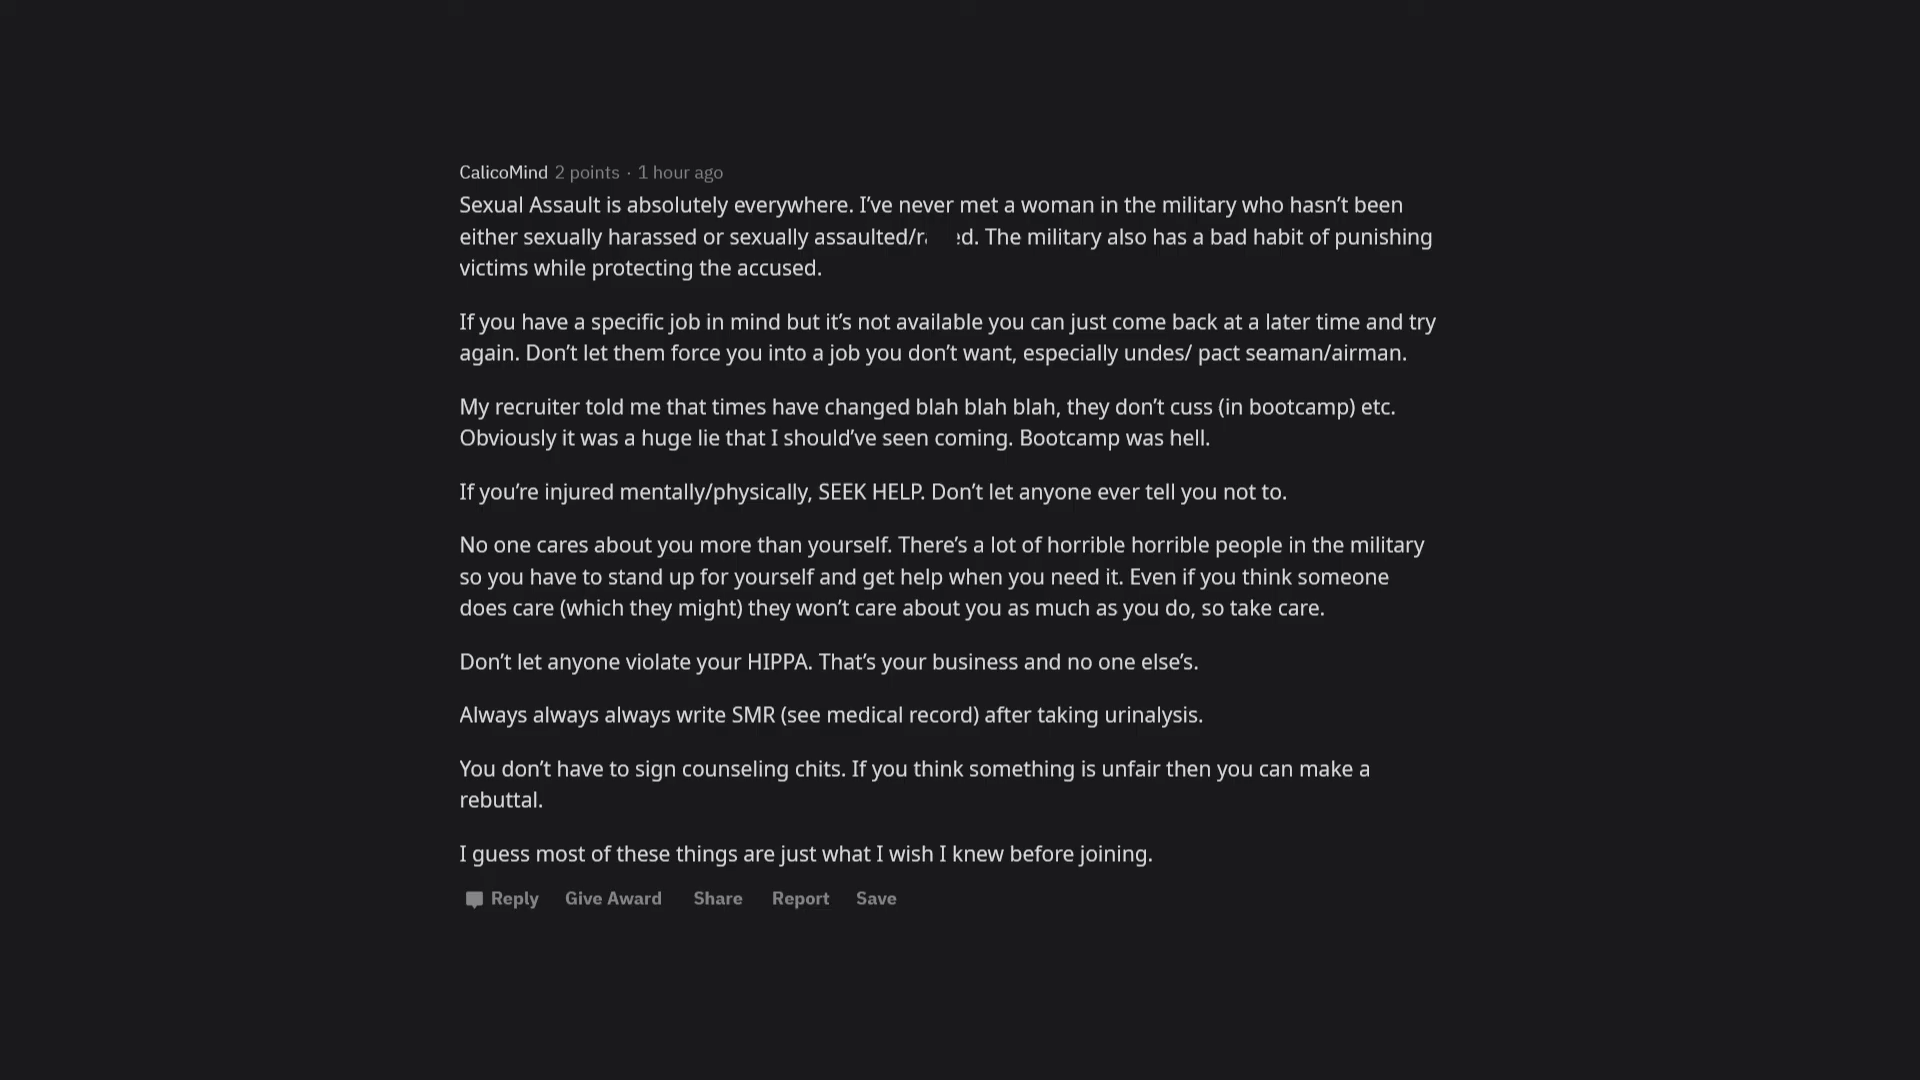 CalicoMind 2 points · 1 hour ago
Sexual Assault is absolutely everywhere. I've never met a woman in the military who hasn't been
either sexually harassed or sexually assaulted/ The military also has a bad habit of punishing
victims while protecting the accused.
If you have a specific job in mind but it's not available you can just come back at a later time and try
again. Don't let them force you into a job you don't want, especially undes/ pact seaman/airman.
My recruiter told me that times have changed blah blah blah, they don't cuss (in bootcamp) etc.
Obviously it was a huge lie that I should've seen coming. Bootcamp was hell.
If you're injured mentally/physically, SEEK HELP. Don't let anyone ever tell you not to.
No one cares about you more than yourself. There's a lot of horrible horrible people in the military
so you have to stand up for yourself and get help when you need it. Even if you think someone
does care (which they might) they won't care about you as much as you do, so take care.
Don't let anyone violate your HIPPA. That's your business and no one else's.
Always always always write SMR (see medical record) after taking urinalysis.
You don't have to sign counseling chits. If you think something is unfair then you can make a
rebuttal.
I guess most of these things are just what I wish I knew before joining.
Reply Give Award Share Report Save